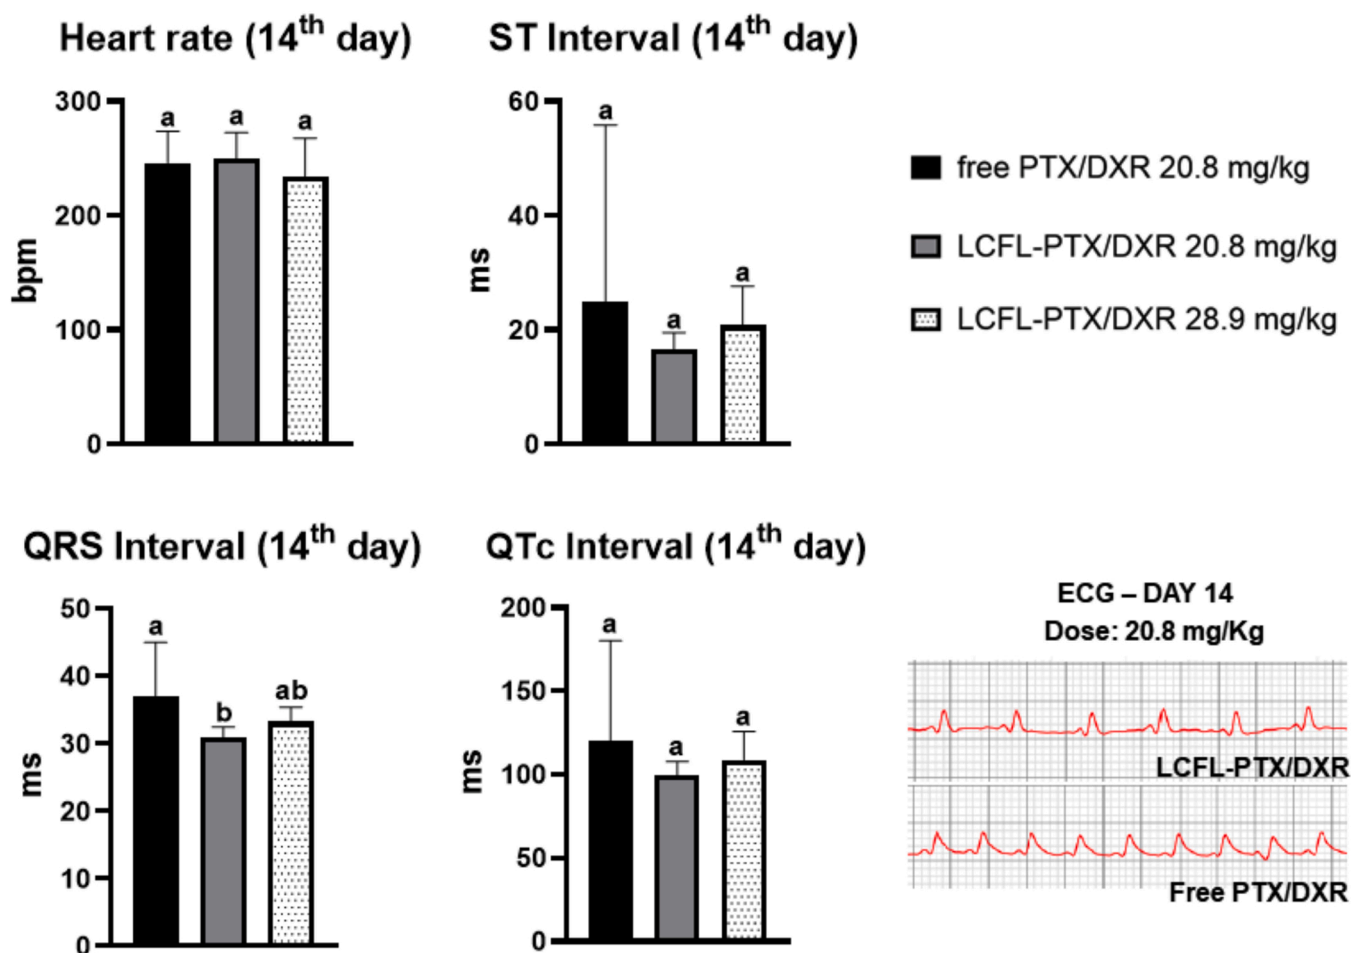 Heart rate (14th day)
300
200
100
0
bpm
a
a
a
ST Interval (14th day)
60
40
20
0
ms
a
a
a
free PTX/DXR 20.8 mg/kg
LCFL-PTX/DXR 20.8 mg/kg
LCFL-PTX/DXR 28.9 mg/kg
QRS Interval (14th day)
50
40
30
20
10
0
ms
a
b
ab
QTc Interval (14th day)
200
150
100
50
0
ms
a
a
a
ECG – DAY 14
Dose: 20.8 mg/Kg
LCFL-PTX/DXR
Free PTX/DXR